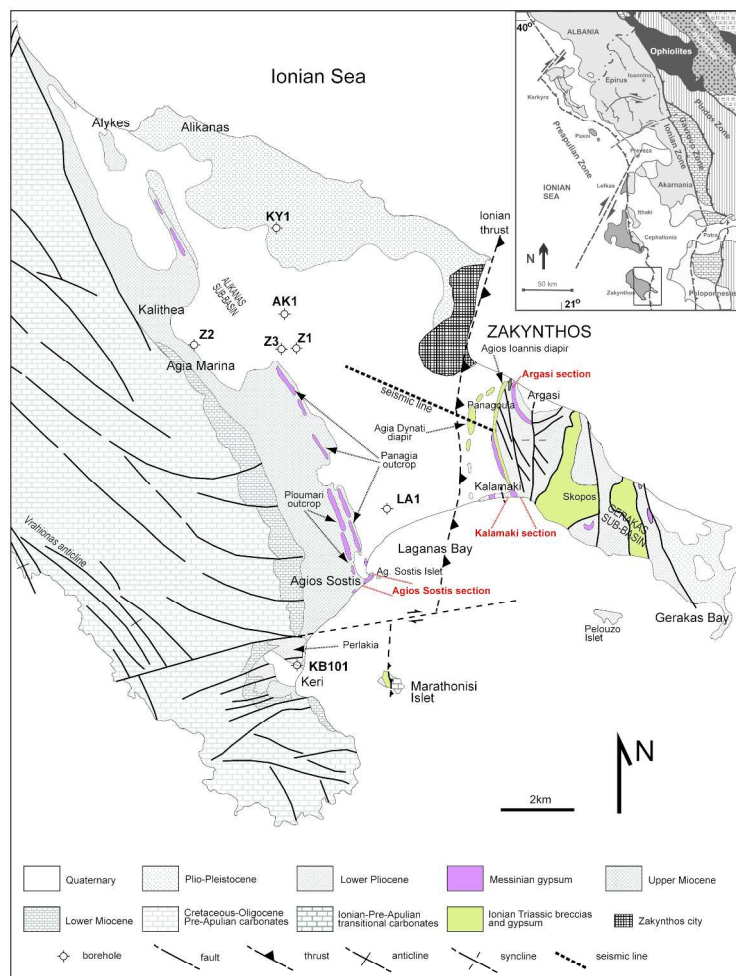 40°
ALBANIA
Ophiolites
Ioannina
Epirus
Kerkyra
Pindos Zone
Gavrovo Zone
Ionian Zone
Paxoi
Preapulian Zone
Preveza
IONIAN
SEA
Lefkas
Akarnania
Ithaki
Patra
Cephallonia
N
50 km
Zakynthos
Peloponnesus
21°
Ionian Sea
Alykes
Alikanas
KY1
Ionian
thrust
ALIKANAS
SUB-BASIN
AK1
Kalithea
Z2
Z3
Z1
Agia Marina
ZAKYNTHOS
Agios Ioannis diapir
Argasi section
seismic line
Panagoula
Argasi
Agia Dynati
diapir
Panagia
outcrop
Ploumari
outcrop
Kalamaki
Skopos
GERAKAS
SUB-BASIN
LA1
Vrahionas anticline
Laganas Bay
Kalamaki section
Ag. Sostis Islet
Agios Sostis
Agios Sostis section
Gerakas Bay
Pelouzo
Islet
Perlakia
KB101
Keri
Marathonisi
Islet
N
2km
Quaternary
Plio-Pleistocene
Lower Pliocene
Messinian gypsum
Upper Miocene
Lower Miocene
Cretaceous-Oligocene
Pre-Apulian carbonates
Ionian-Pre-Apulian
transitional carbonates
Ionian Triassic breccias
and gypsum
Zakynthos city
borehole
fault
thrust
anticline
syncline
seismic line